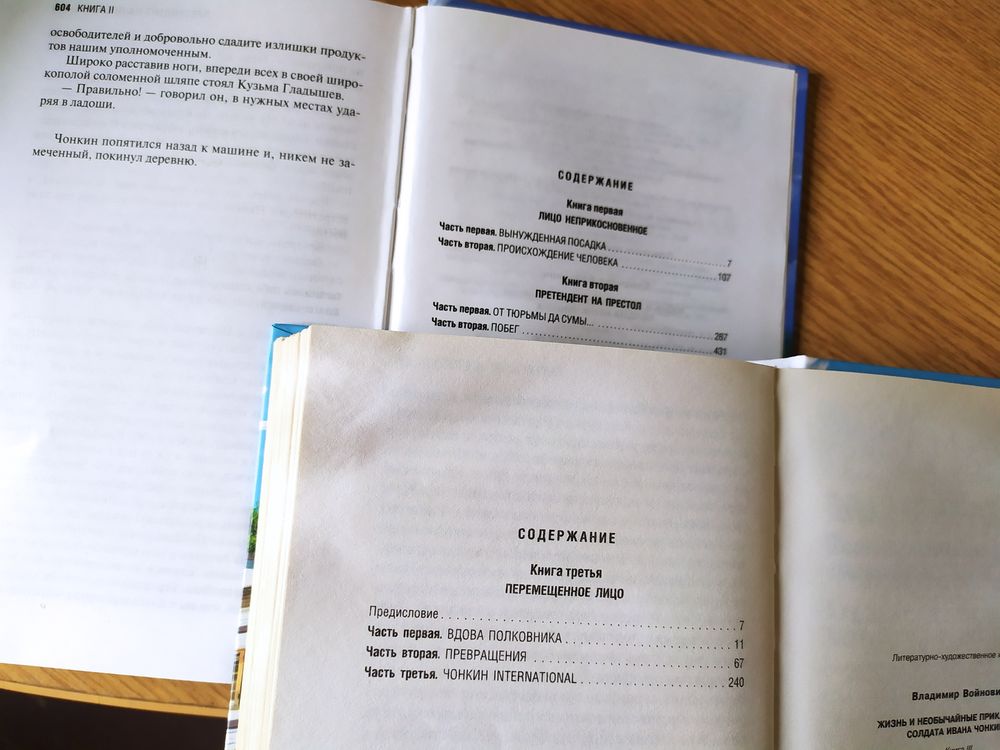 604 КНИГА II
освободителей и добровольно сдадите излишки продук-
тов нашим уполномоченным.
Широко расставив ноги, впереди всех в своей широ-
кополой соломенной шляпе стоял Кузьма Гладышев.
— Правильно! — говорил он, в нужных местах уда-
ряя в ладоши.
Чонкин попятился назад к машине и, никем не за-
меченный, покинул деревню.
СОДЕРЖАНИЕ
Книга первая
ЛИЦО НЕПРИКОСНОВЕННОЕ
Часть первая. ВЫНУЖДЕННАЯ ПОСАДКА 7
Часть вторая. ПРОИСХОЖДЕНИЕ ЧЕЛОВЕКА 107
Книга вторая
ПРЕТЕНДЕНТ НА ПРЕСТОЛ
Часть первая. ОТ ТЮРЬМЫ ДА СУМЫ... 267
Часть вторая. ПОБЕГ 431
СОДЕРЖАНИЕ
Книга третья
ПЕРЕМЕЩЕННОЕ ЛИЦО
Предисловие 7
Часть первая. ВДОВА ПОЛКОВНИКА 11
Часть вторая. ПРЕВРАЩЕНИЯ 67
Часть третья. ЧОНКИН INTERNATIONAL 240
Литературно-художественное
Владимир Войнови
ЖИЗНЬ И НЕОБЫЧАЙНЫЕ ПРИК
СОЛДАТА ИВАНА ЧОНКИ